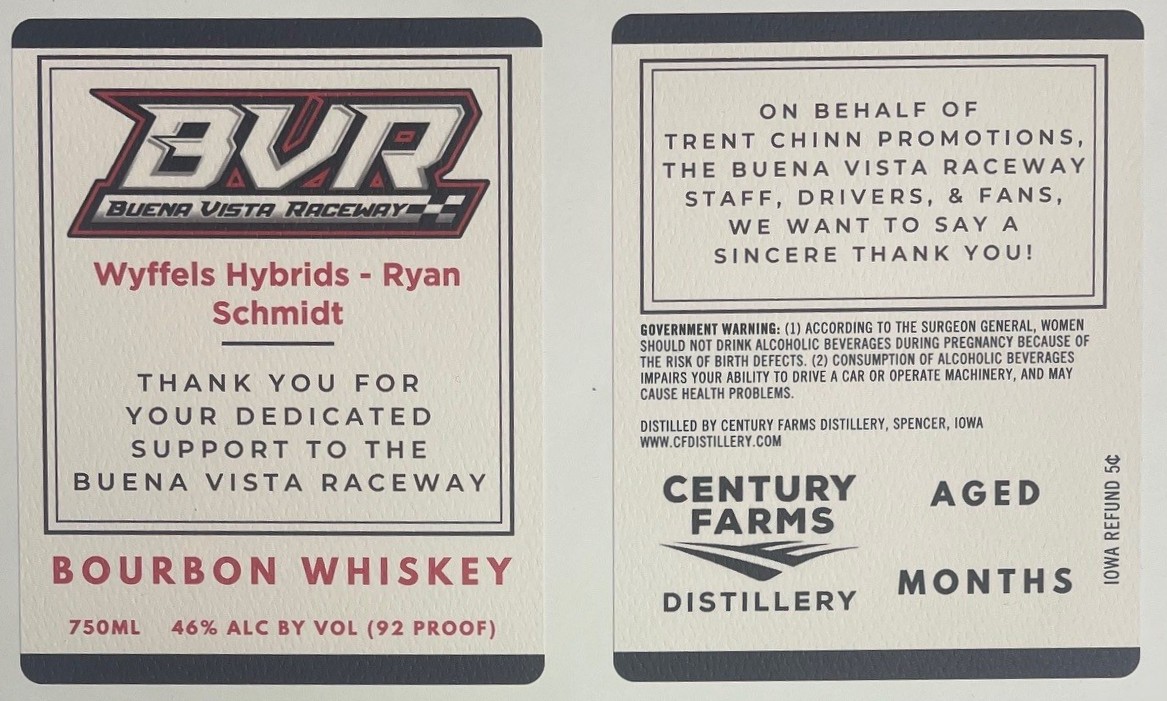 BVR
BUENA VISTA RACEWAY
Wyffels Hybrids - Ryan
Schmidt
THANK YOU FOR
YOUR DEDICATED
SUPPORT TO THE
BUENA VISTA RACEWAY
BOURBON WHISKEY
750ML 46% ALC BY VOL (92 PROOF)
ON BEHALF OF
TRENT CHINN PROMOTIONS,
THE BUENA VISTA RACEWAY
STAFF, DRIVERS, & FANS,
WE WANT TO SAY A
SINCERE THANK YOU!
GOVERNMENT WARNING: (1) ACCORDING TO THE SURGEON GENERAL, WOMEN
SHOULD NOT DRINK ALCOHOLIC BEVERAGES DURING PREGNANCY BECAUSE OF
THE RISK OF BIRTH DEFECTS. (2) CONSUMPTION OF ALCOHOLIC BEVERAGES
IMPAIRS YOUR ABILITY TO DRIVE A CAR OR OPERATE MACHINERY, AND MAY
CAUSE HEALTH PROBLEMS.
DISTILLED BY CENTURY FARMS DISTILLERY, SPENCER, IOWA
WWW.CFDISTILLERY.COM
CENTURY
FARMS
DISTILLERY
AGED
MONTHS
IOWA REFUND 5¢